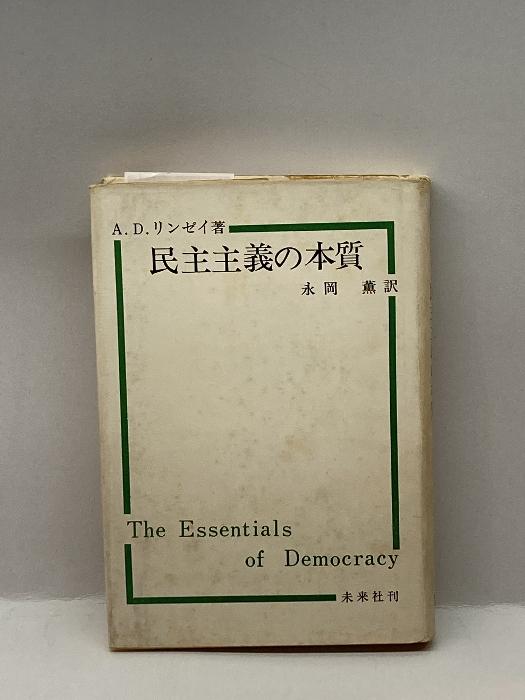 A.D.リンゼイ著
民主主義の本質
永岡 薫訳
The Essentials
of Democracy
未来社刊